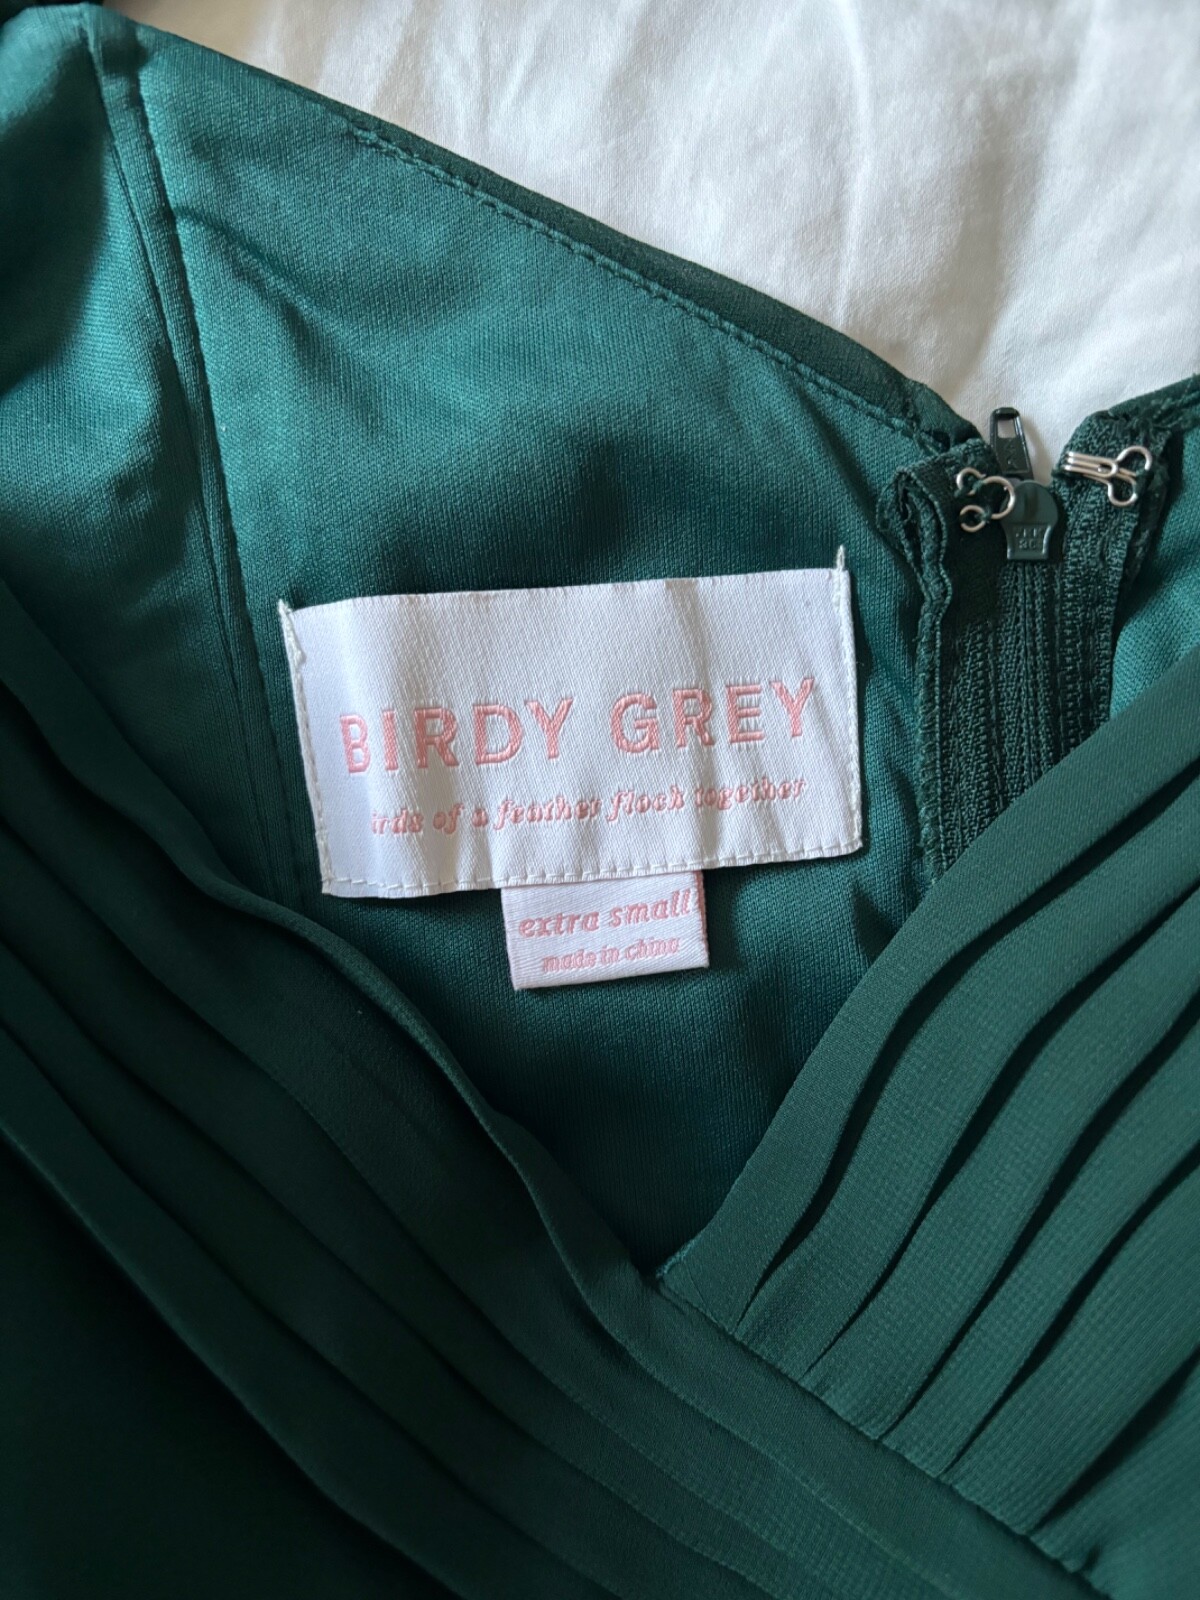 BIRDY GREY
irds of a feather flock together
extra small
made in china